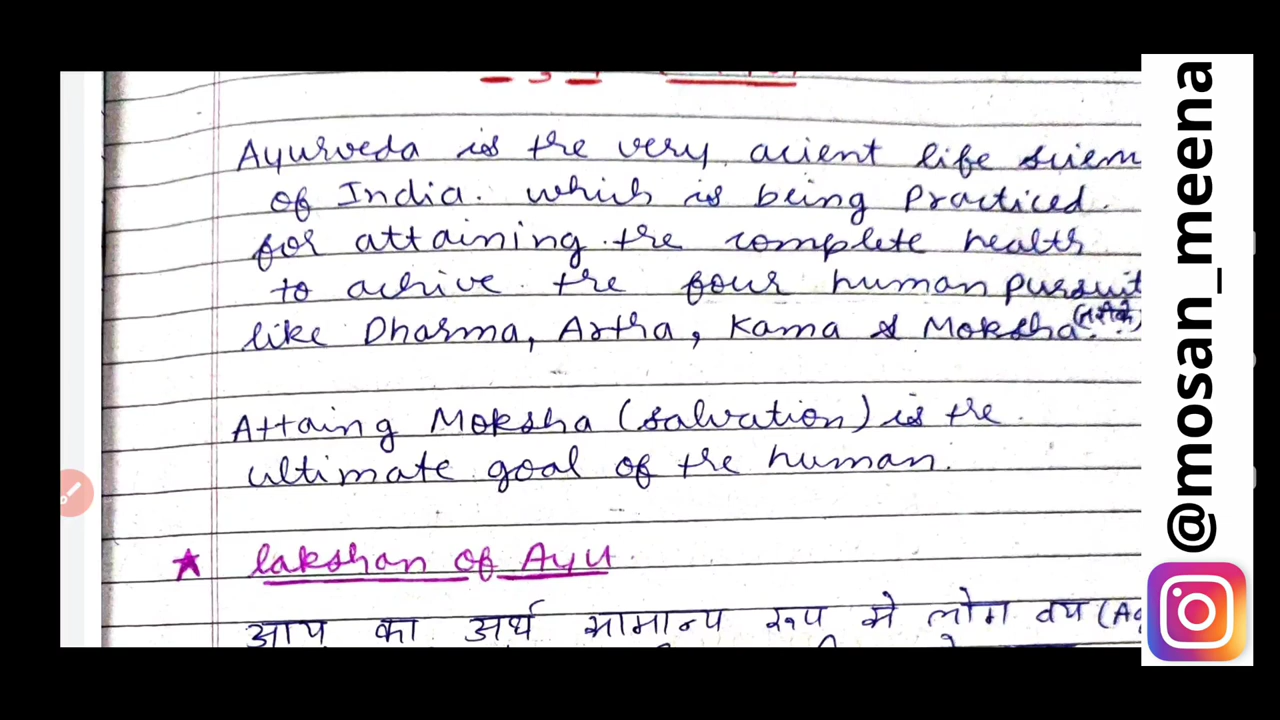 Ayurveda is the very acient life
of India. which is being Practiced.
for attaining the complete health
to achive the four human pursuit
like Dharma, Artha, Kama & Moksha
Attaing Moksha (salvation) is the
ultimate goal of the human.
★ lakshan of Ayu
का अर्थ सामान्य रूप मे लोग वय
@mosan_meena